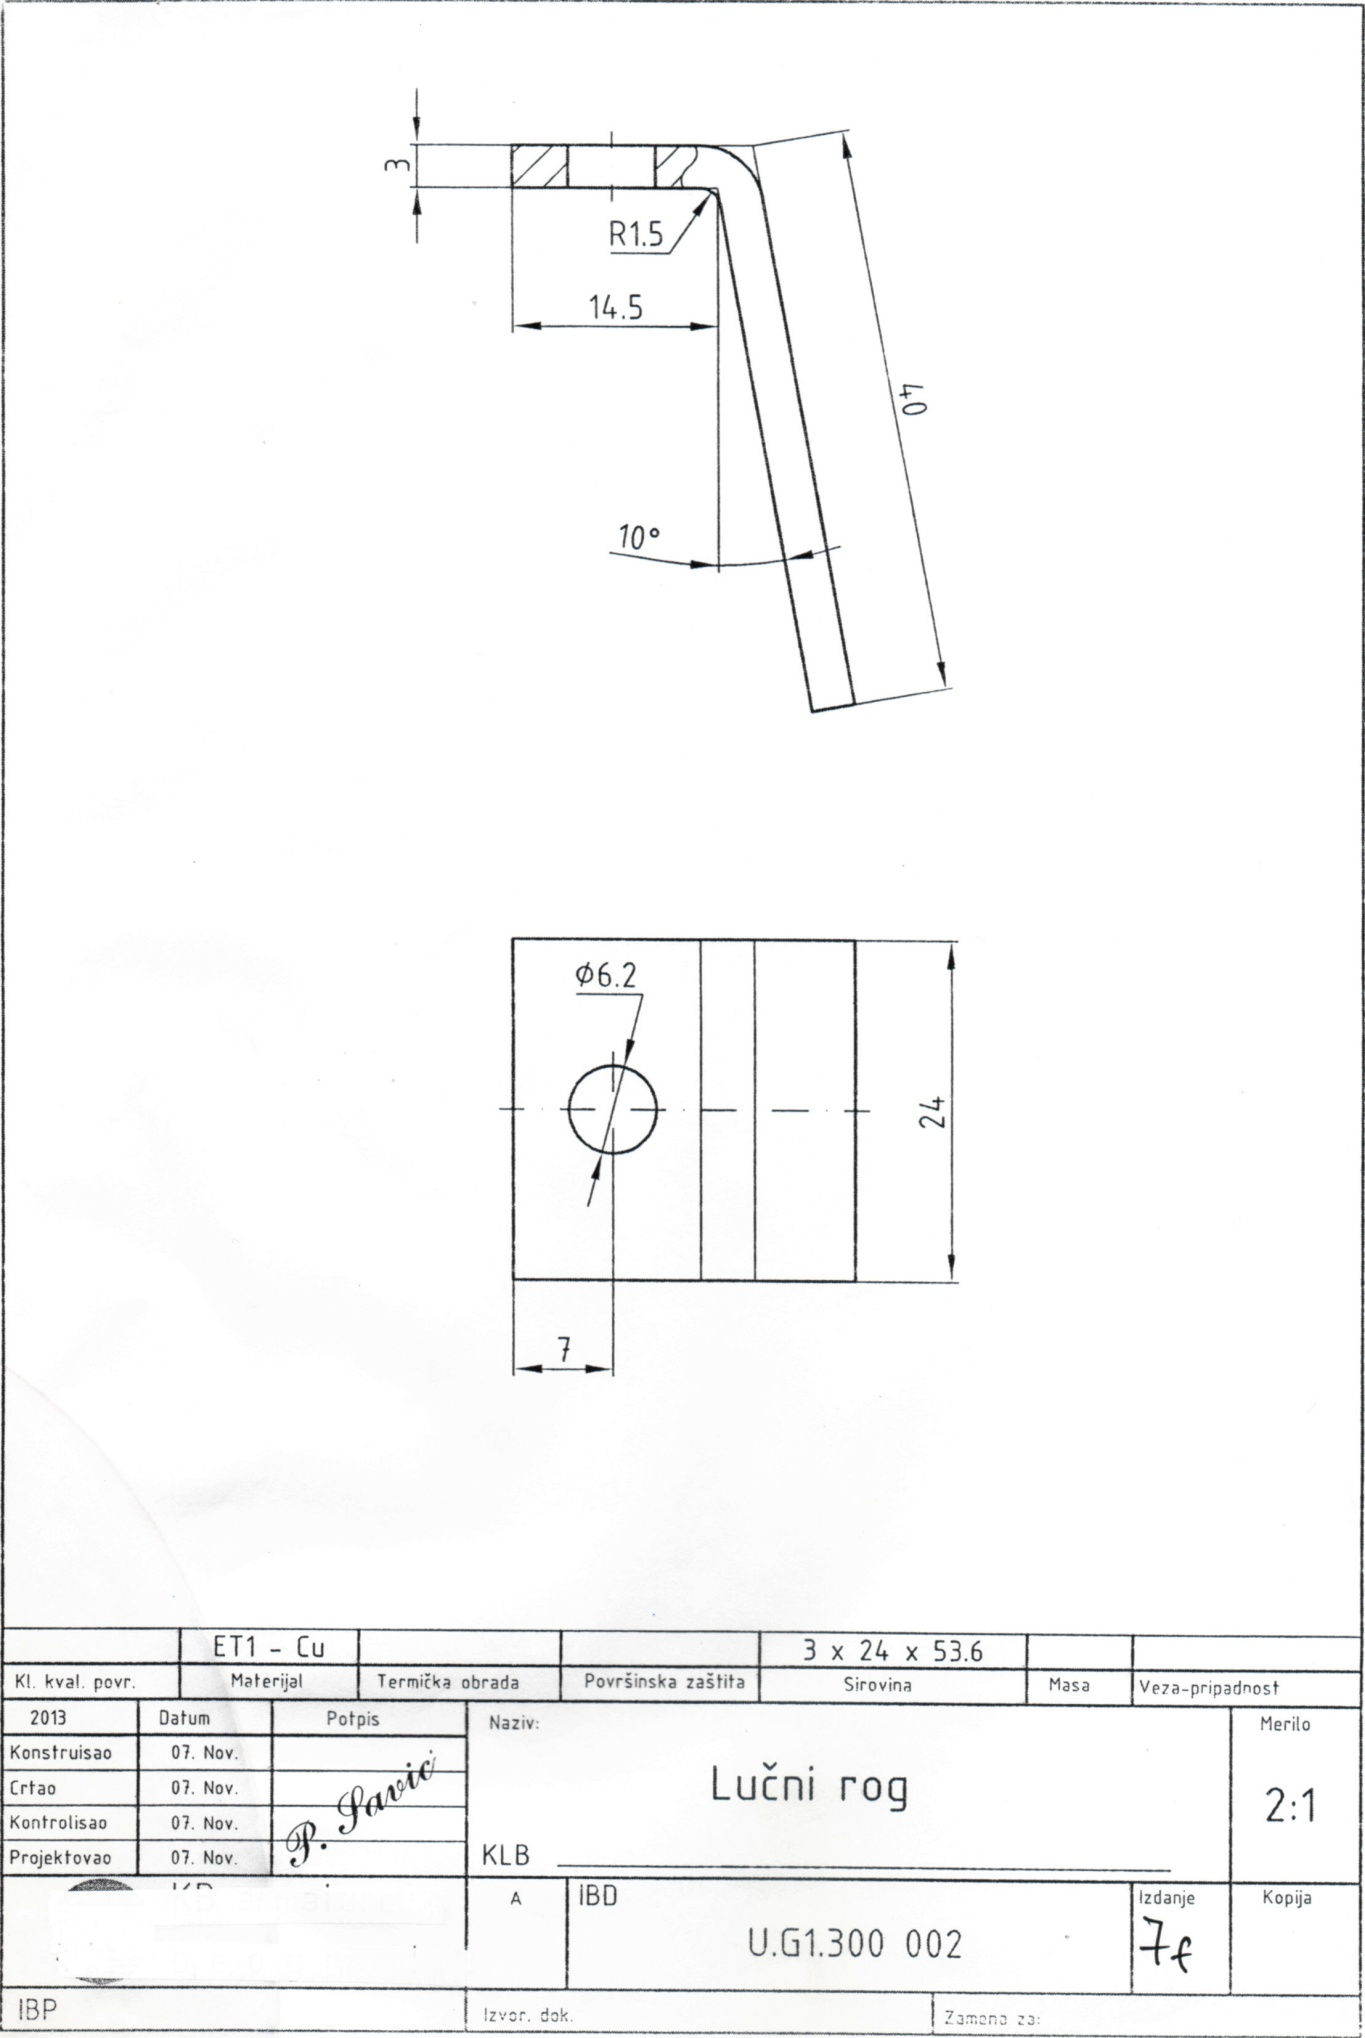 3
R1.5
14.5
40
10°
Φ6.2
24
7
ET1 - Cu 3 x 24 x 53.6
Kl. kval. povr. Materijal Termička obrada Površinska zaštita Sirovina Masa Veza-pripadnost
2013 Datum Potpis Naziv: Merilo
Konstruisao 07. Nov.
Crtao 07. Nov.
Kontrolisao 07. Nov.
Projektovao 07. Nov.
P. Savić
Lučni rog
2:1
KLB
A IBD Izdanje Kopija
U.G1.300 002
7f
IBP Izvor. dok. Zamena za: